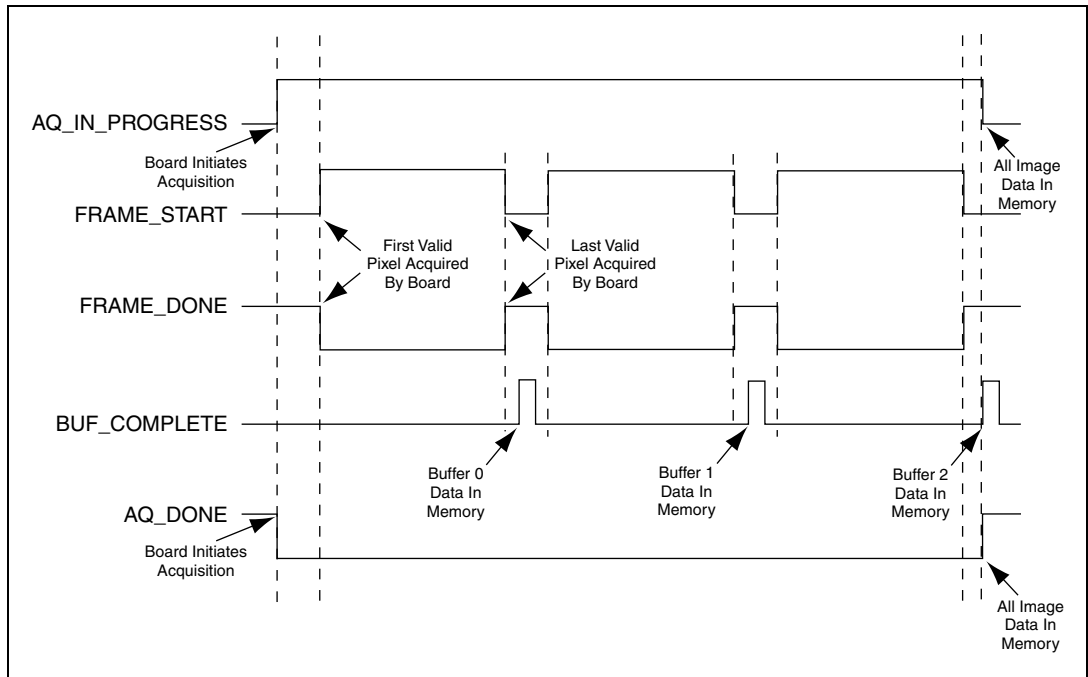 AQ_IN_PROGRESS
Board Initiates
Acquisition
All Image
Data In
Memory
FRAME_START
First Valid
Pixel Acquired
By Board
Last Valid
Pixel Acquired
By Board
FRAME_DONE
BUF_COMPLETE
Buffer 0
Data In
Memory
Buffer 1
Data In
Memory
Buffer 2
Data In
Memory
AQ_DONE
Board Initiates
Acquisition
All Image
Data In
Memory